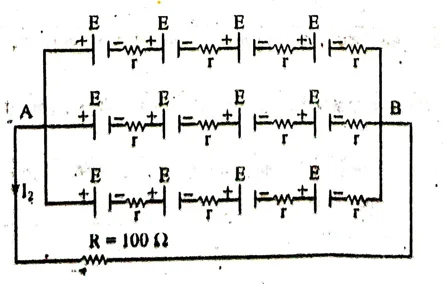 E E E E
+ − + − + − + −
r r r r
A E E E E B
+ − + − + − + −
r r r r
E E E E
+ − + − + − + −
I₂ r r r r
R = 100 Ω